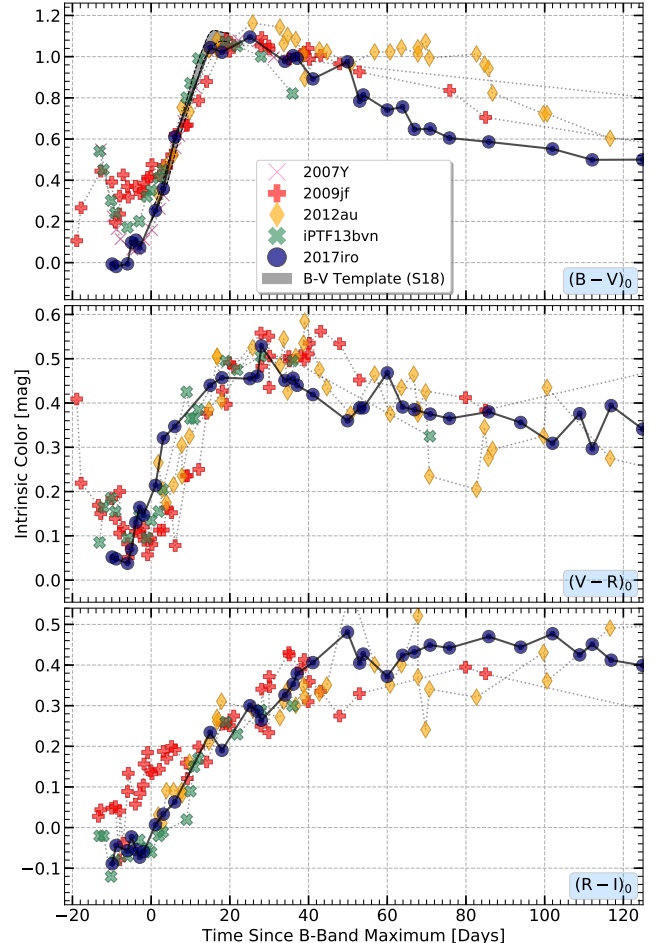 1.2
1.0
0.8
0.6
0.4
0.2
0.0
2007Y
2009jf
2012au
iPTF13bvn
2017iro
B-V Template (S18)
(B − V)₀
0.6
0.5
0.4
0.3
0.2
0.1
0.0
Intrinsic Color [mag]
(V − R)₀
0.5
0.4
0.3
0.2
0.1
0.0
−0.1
(R − I)₀
−20 0 20 40 60 80 100 120
Time Since B-Band Maximum [Days]